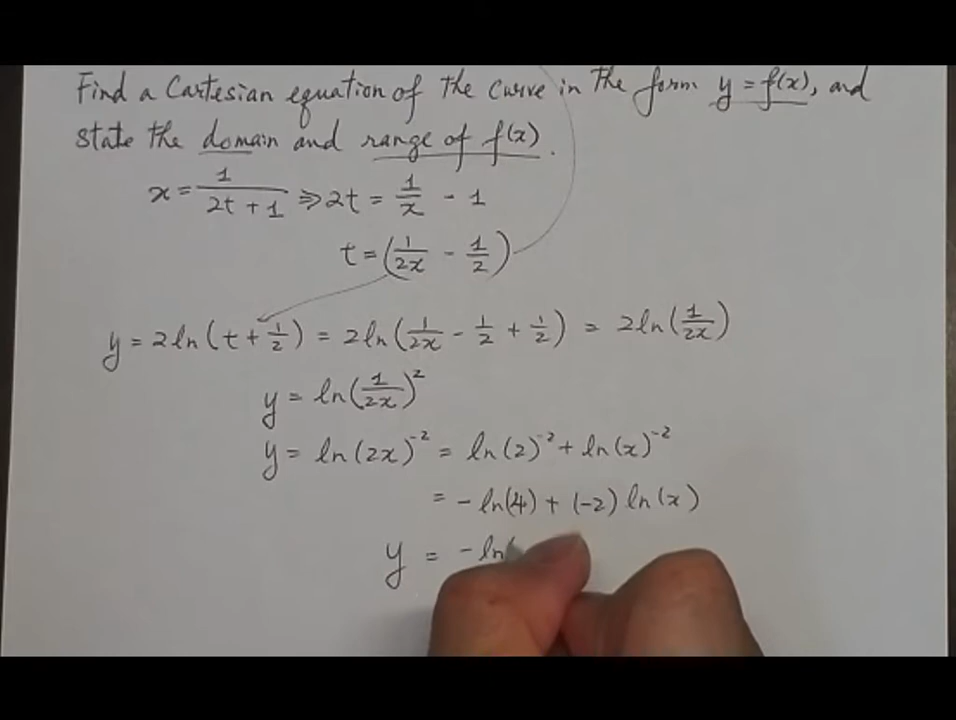 Find a Cartesian equation of the curve in the form y = f(x), and
state the domain and range of f(x).
x = 1/(2t + 1) ⇒ 2t = 1/x - 1
t = (1/2x - 1/2)
y = 2ln(t + 1/2) = 2ln(1/2x - 1/2 + 1/2) = 2ln(1/2x)
y = ln(1/2x)²
y = ln(2x)⁻² = ln(2)⁻² + ln(x)⁻²
= -ln(4) + (-2) ln(x)
y = -ln(